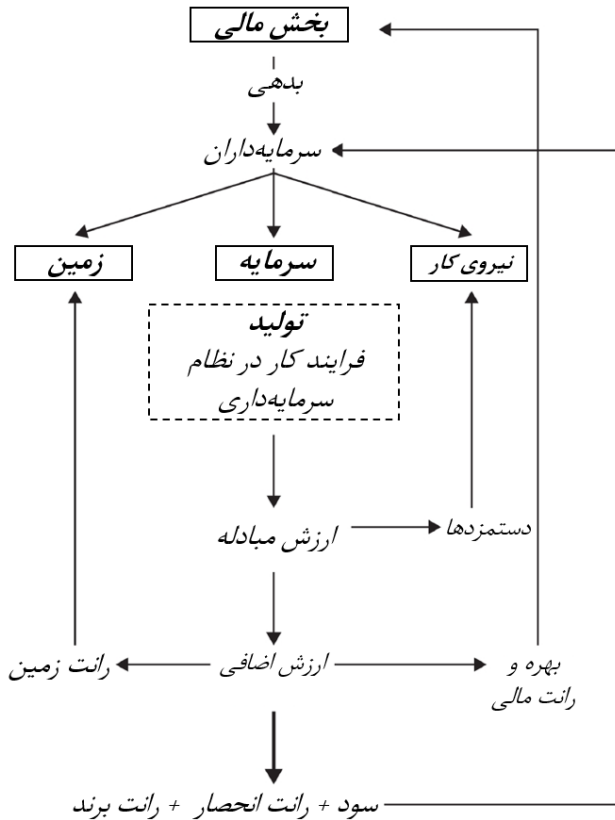 بخش مالی
بدهی
سرمایه‌داران
نیروی کار
سرمایه
زمین
تولید
فرایند کار در نظام
سرمایه‌داری
ارزش مبادله
دستمزدها
بهره و
رانت مالی
ارزش اضافی
رانت زمین
سود + رانت انحصار + رانت برند